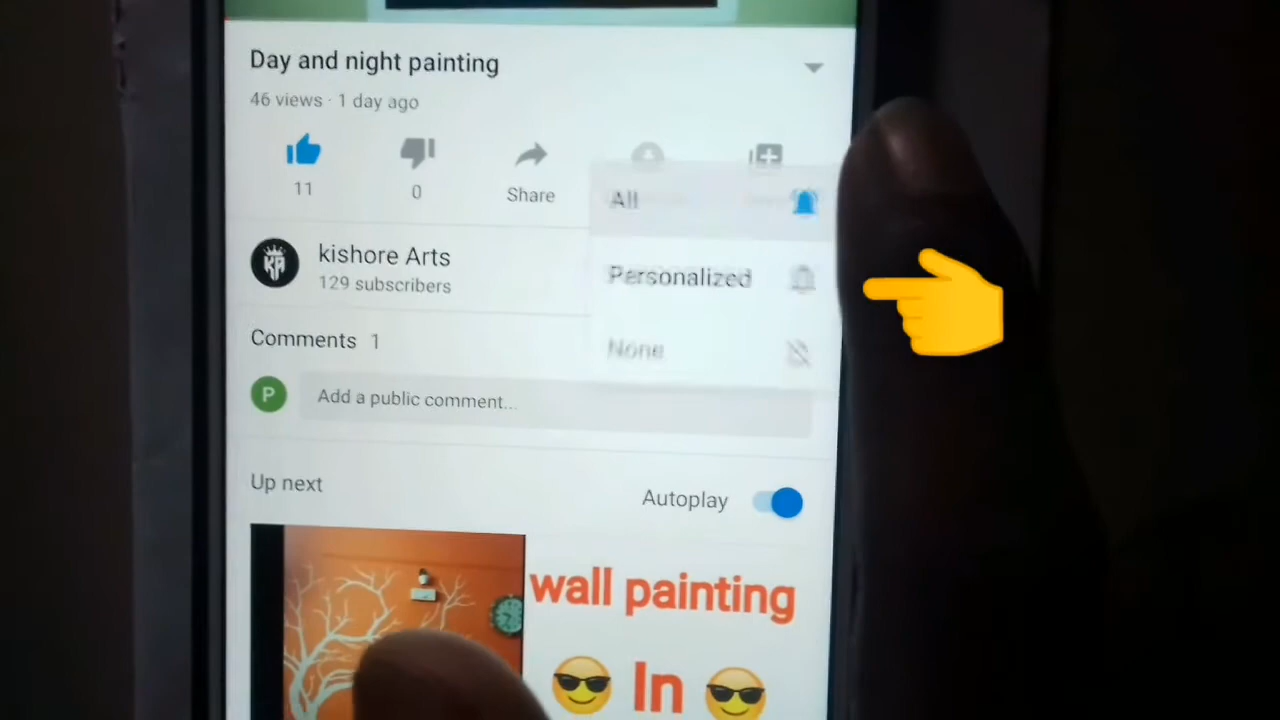 Day and night painting
46 views · 1 day ago
11
0
Share
All
kishore Arts
129 subscribers
Personalized
Comments 1
None
P
Add a public comment...
Up next
Autoplay
wall painting
In